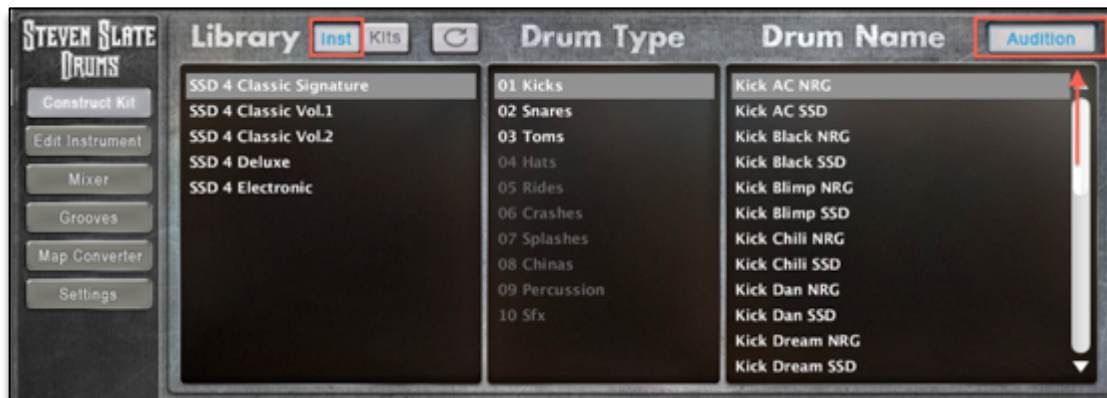 STEVEN SLATE
DRUMS
Construct Kit
Edit Instrument
Mixer
Grooves
Map Converter
Settings
Library Inst Kits
SSD 4 Classic Signature
SSD 4 Classic Vol.1
SSD 4 Classic Vol.2
SSD 4 Deluxe
SSD 4 Electronic
Drum Type
01 Kicks
02 Snares
03 Toms
04 Hats
05 Rides
06 Crashes
07 Splashes
08 Chinas
09 Percussion
10 Sfx
Drum Name Audition
Kick AC NRG
Kick AC SSD
Kick Black NRG
Kick Black SSD
Kick Blimp NRG
Kick Blimp SSD
Kick Chili NRG
Kick Chili SSD
Kick Dan NRG
Kick Dan SSD
Kick Dream NRG
Kick Dream SSD